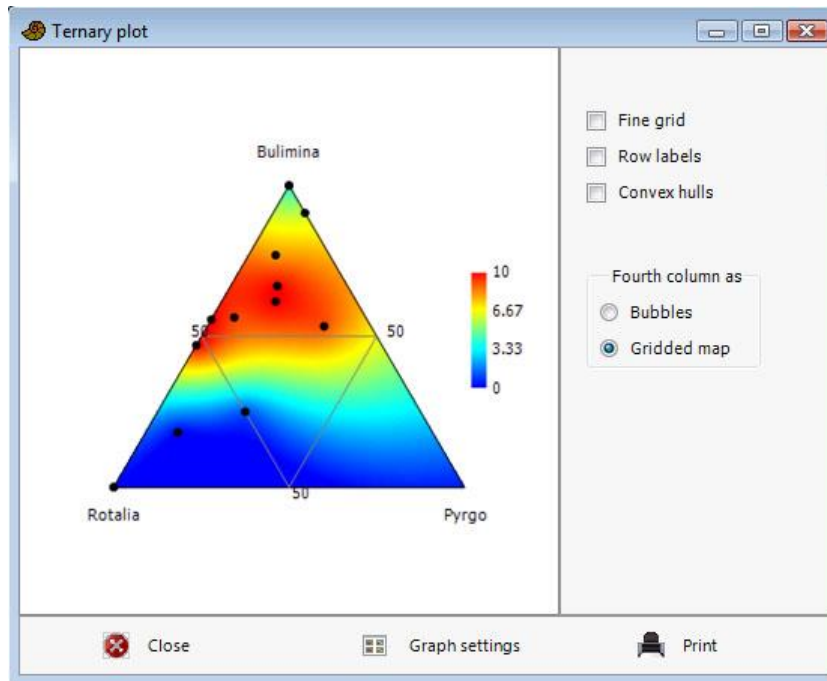 Ternary plot
Bulimina
50
50
50
Rotalia
Pyrgo
10
6.67
3.33
0
Fine grid
Row labels
Convex hulls
Fourth column as
Bubbles
Gridded map
Close
Graph settings
Print